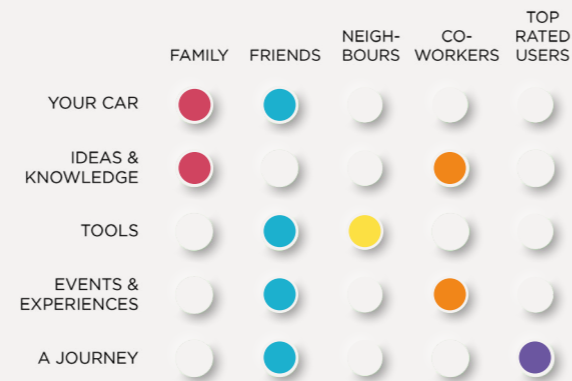 FAMILY
FRIENDS
NEIGH-
BOURS
CO-
WORKERS
TOP
RATED
USERS
YOUR CAR
IDEAS &
KNOWLEDGE
TOOLS
EVENTS &
EXPERIENCES
A JOURNEY